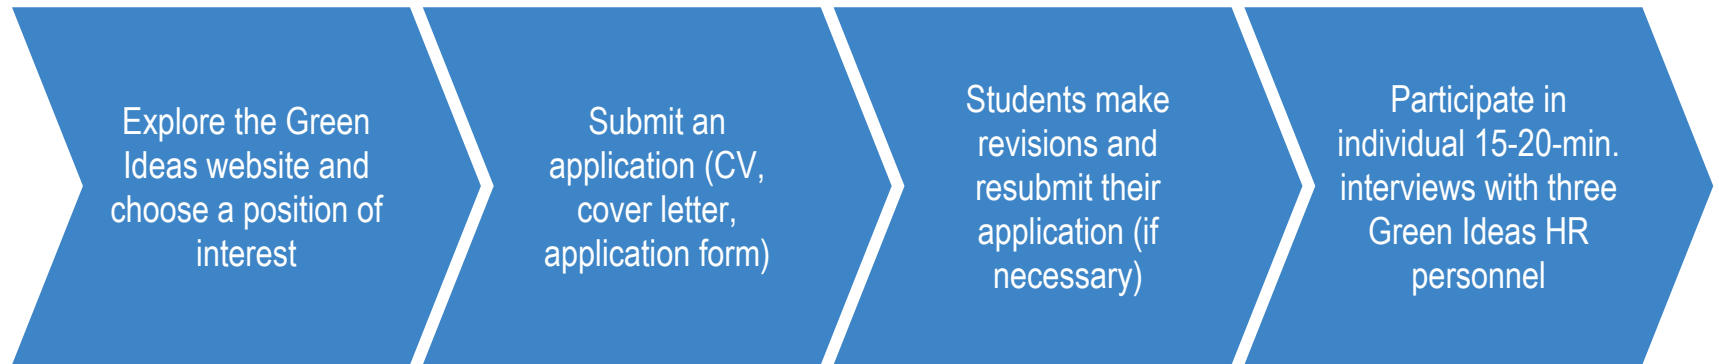 Explore the Green
Ideas website and
choose a position of
interest
Submit an
application (CV,
cover letter,
application form)
Students make
revisions and
resubmit their
application (if
necessary)
Participate in
individual 15-20-min.
interviews with three
Green Ideas HR
personnel